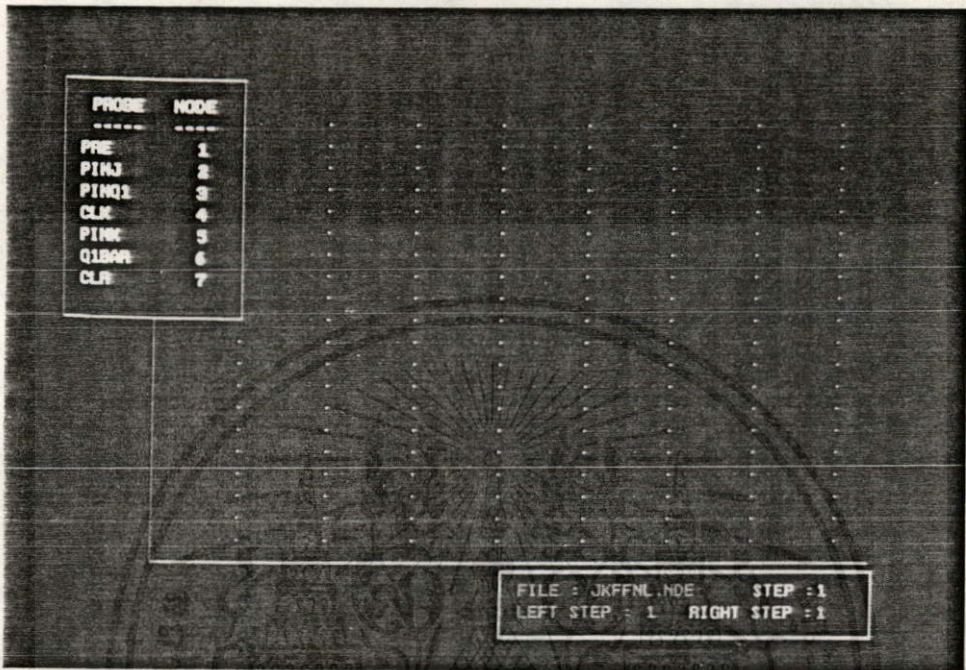 PROBE NODE
----- ----
PRE 1
PINJ 2
PINQ1 3
CLK 4
PINK 5
Q1BAR 6
CLR 7
FILE : JKFFNL.NDE STEP :1
LEFT STEP : 1 RIGHT STEP :1